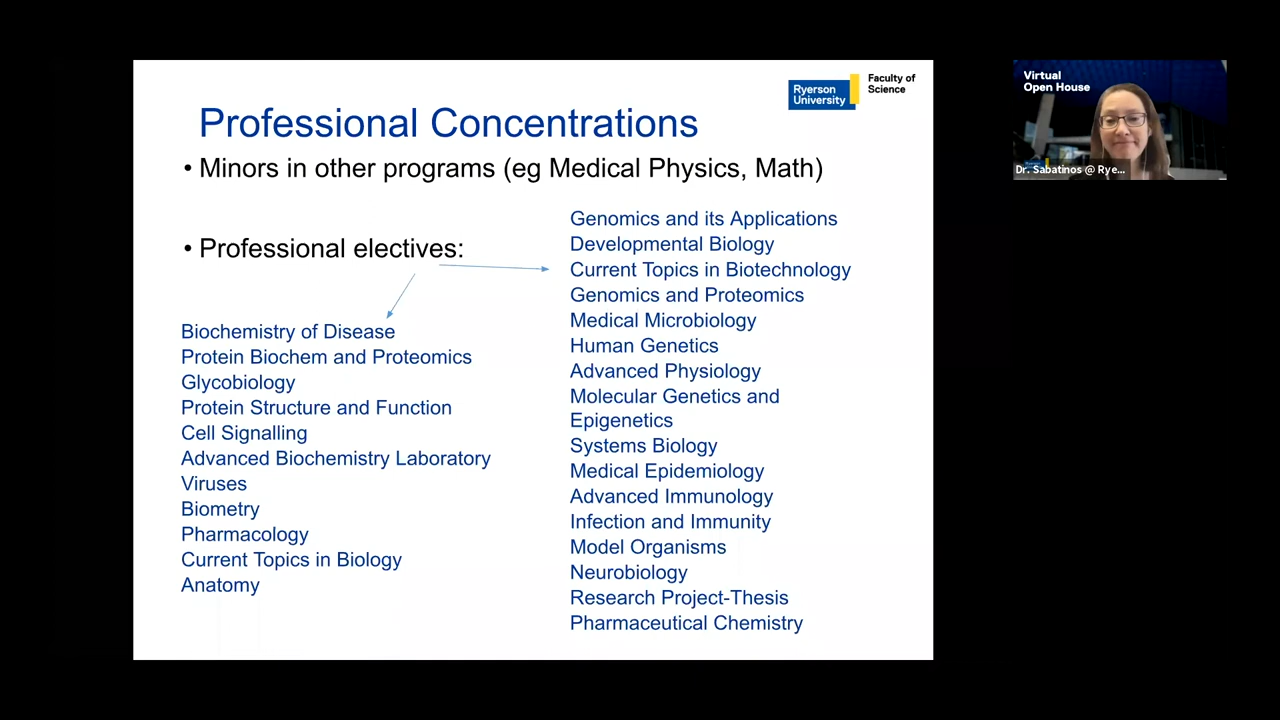 Ryerson
University
Faculty of
Science
Professional Concentrations
• Minors in other programs (eg Medical Physics, Math)
• Professional electives:
Biochemistry of Disease
Protein Biochem and Proteomics
Glycobiology
Protein Structure and Function
Cell Signalling
Advanced Biochemistry Laboratory
Viruses
Biometry
Pharmacology
Current Topics in Biology
Anatomy
Genomics and its Applications
Developmental Biology
Current Topics in Biotechnology
Genomics and Proteomics
Medical Microbiology
Human Genetics
Advanced Physiology
Molecular Genetics and
Epigenetics
Systems Biology
Medical Epidemiology
Advanced Immunology
Infection and Immunity
Model Organisms
Neurobiology
Research Project-Thesis
Pharmaceutical Chemistry
Virtual
Open House
Dr. Sabatinos @ Rye...